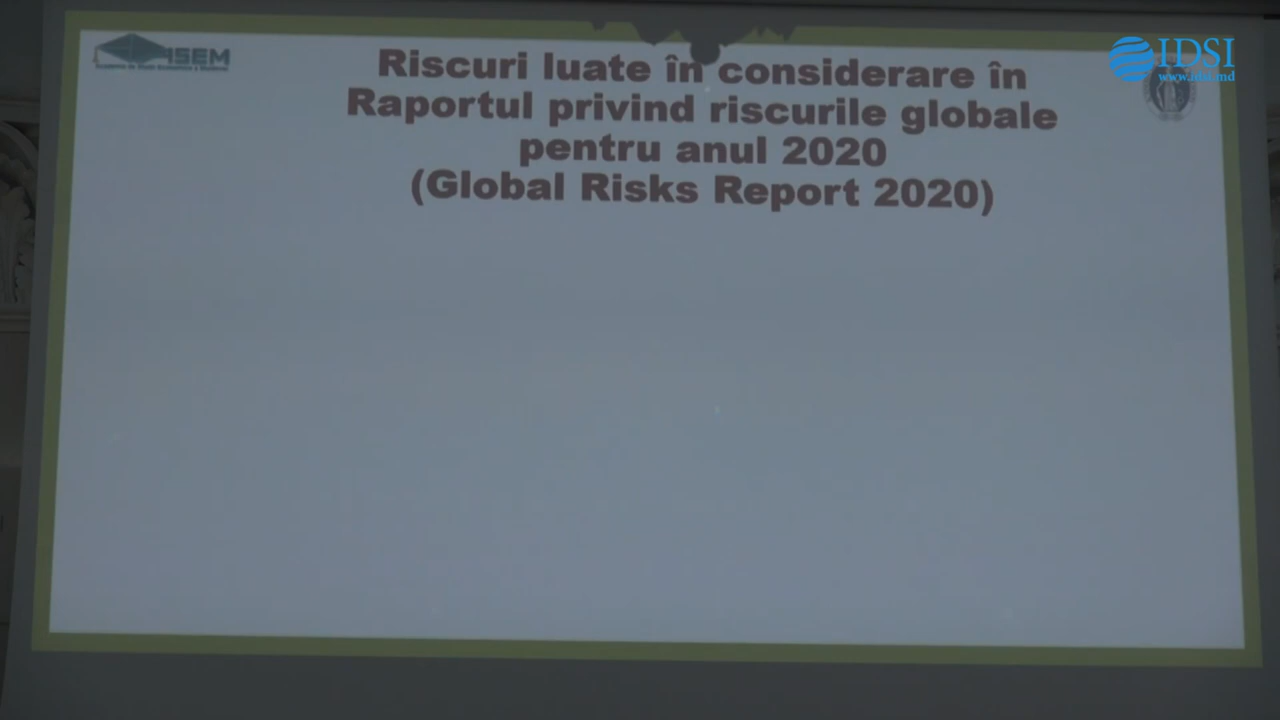 ASEM
IDSI
www.idsi.md
Riscuri luate în considerare în
Raportul privind riscurile globale
pentru anul 2020
(Global Risks Report 2020)